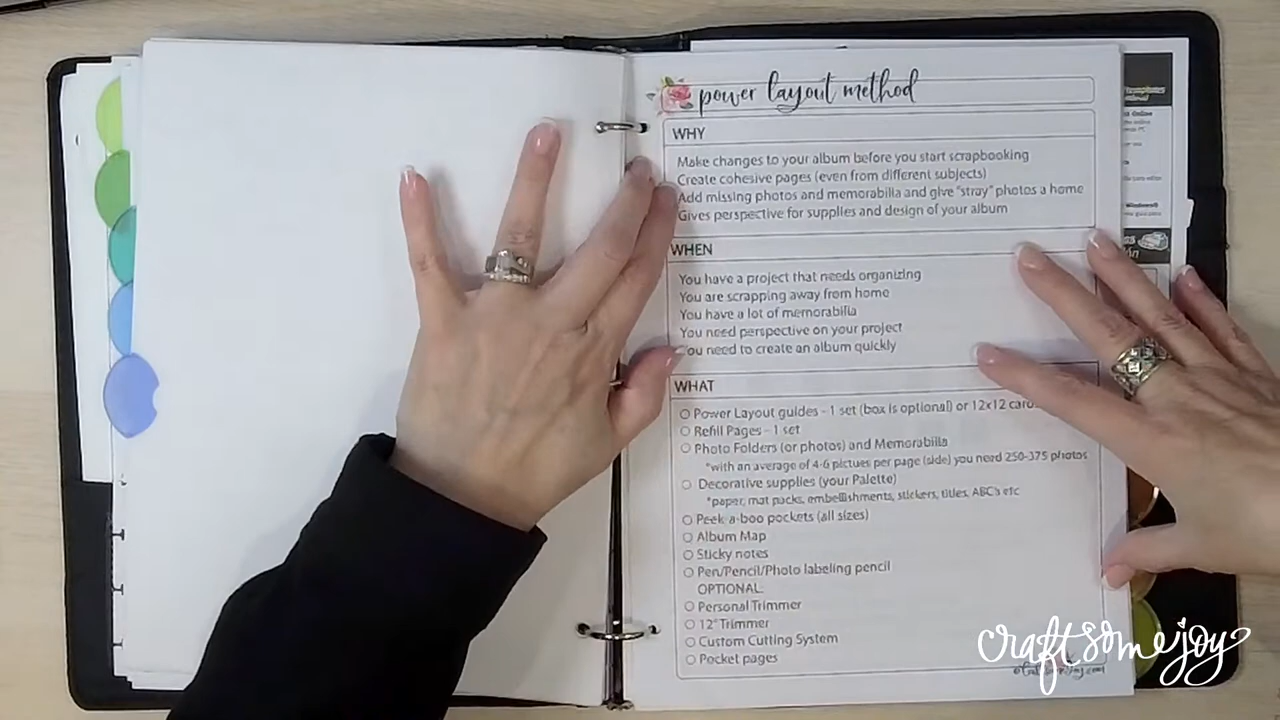 power layout method
WHY
Make changes to your album before you start scrapbooking
Create cohesive pages (even from different subjects)
Add missing photos and memorabilia and give "stray" photos a home
Gives perspective for supplies and design of your album
WHEN
You have a project that needs organizing
You are scrapping away from home
You have a lot of memorabilia
You need perspective on your project
You need to create an album quickly
WHAT
Power Layout guides - 1 set (box is optional) or 12x12
Refill Pages - 1 set
Photo Folders (or photos) and Memorabilia
*with an average of 4-6 pictues per page (side) you need 250-375 photos
Decorative supplies (your Palette)
*paper, mat packs, embellishments, stickers, titles, ABC's etc
Peek-a-boo pockets (all sizes)
Album Map
Sticky notes
Pen/Pencil/Photo labeling pencil
OPTIONAL:
Personal Trimmer
12" Trimmer
Custom Cutting System
Pocket pages
craftsomejoy